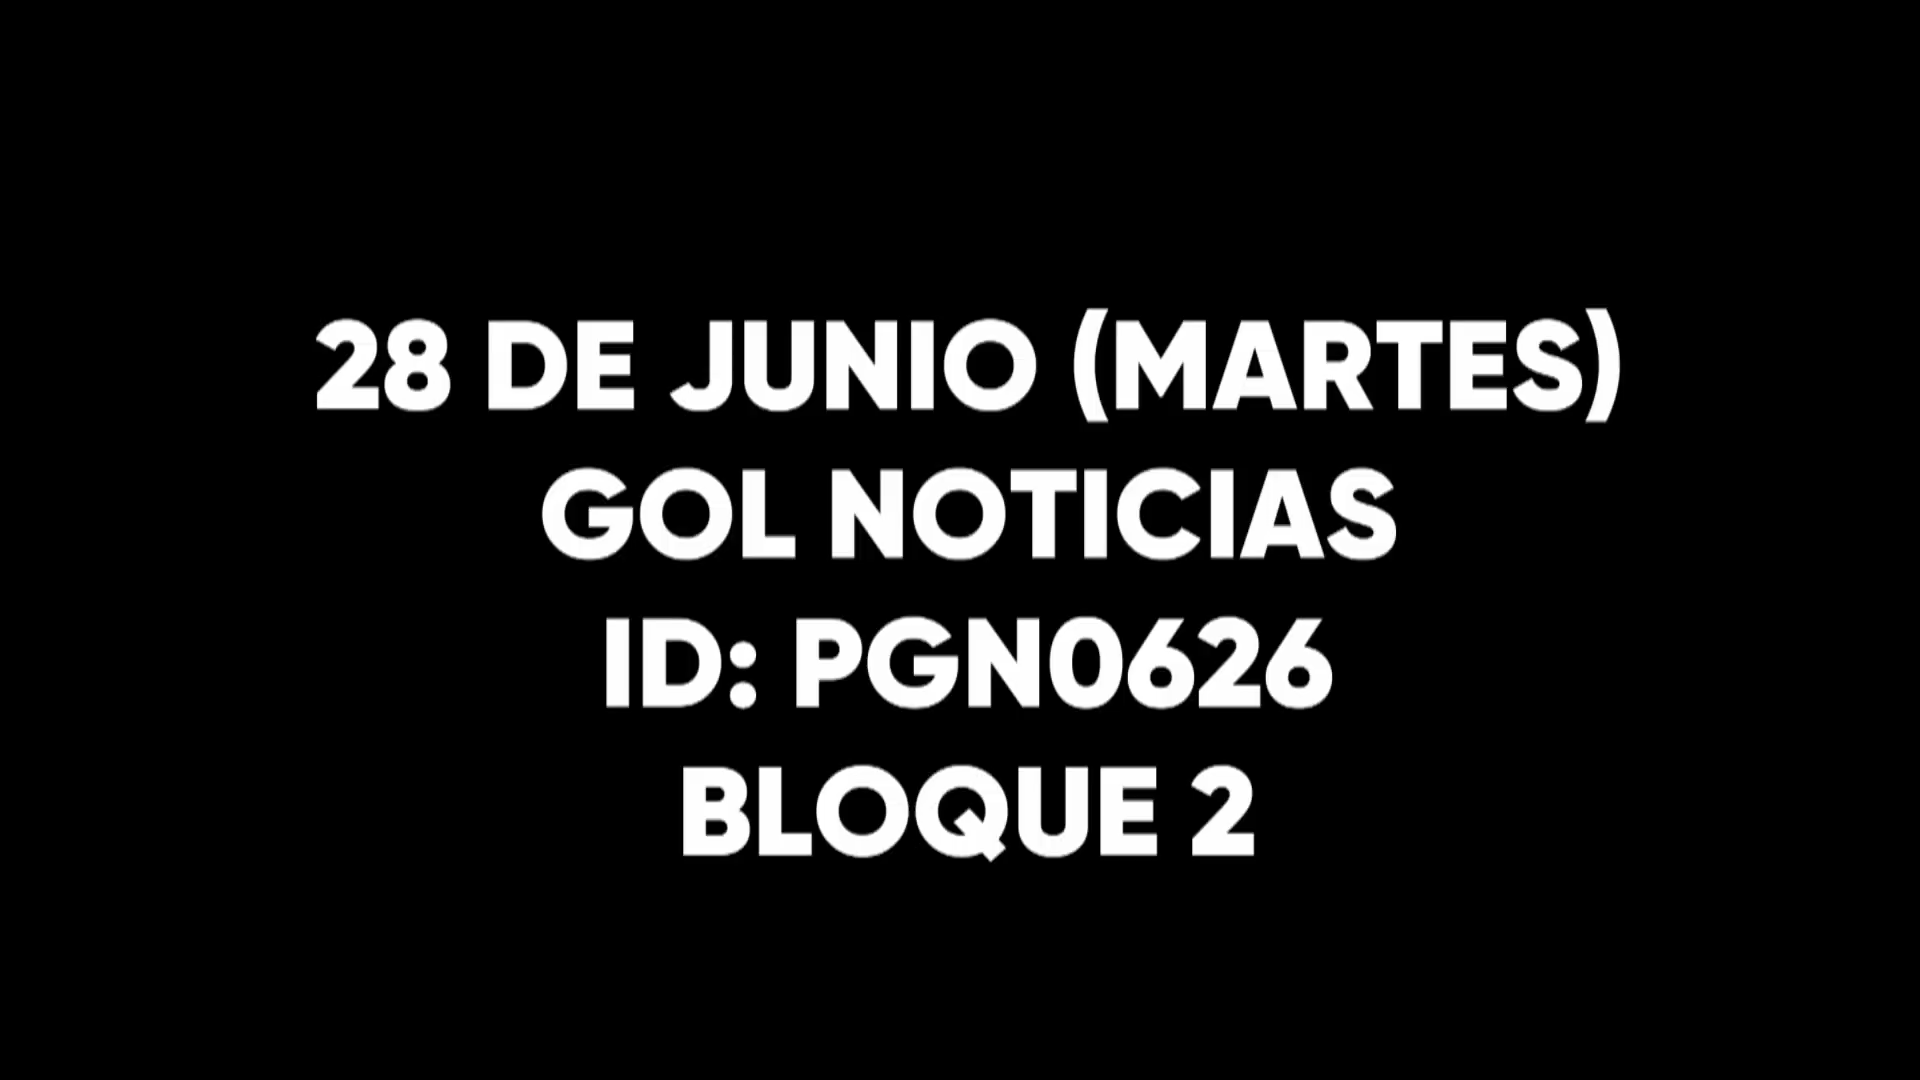 28 DE JUNIO (MARTES)
GOL NOTICIAS
ID: PGN0626
BLOQUE 2